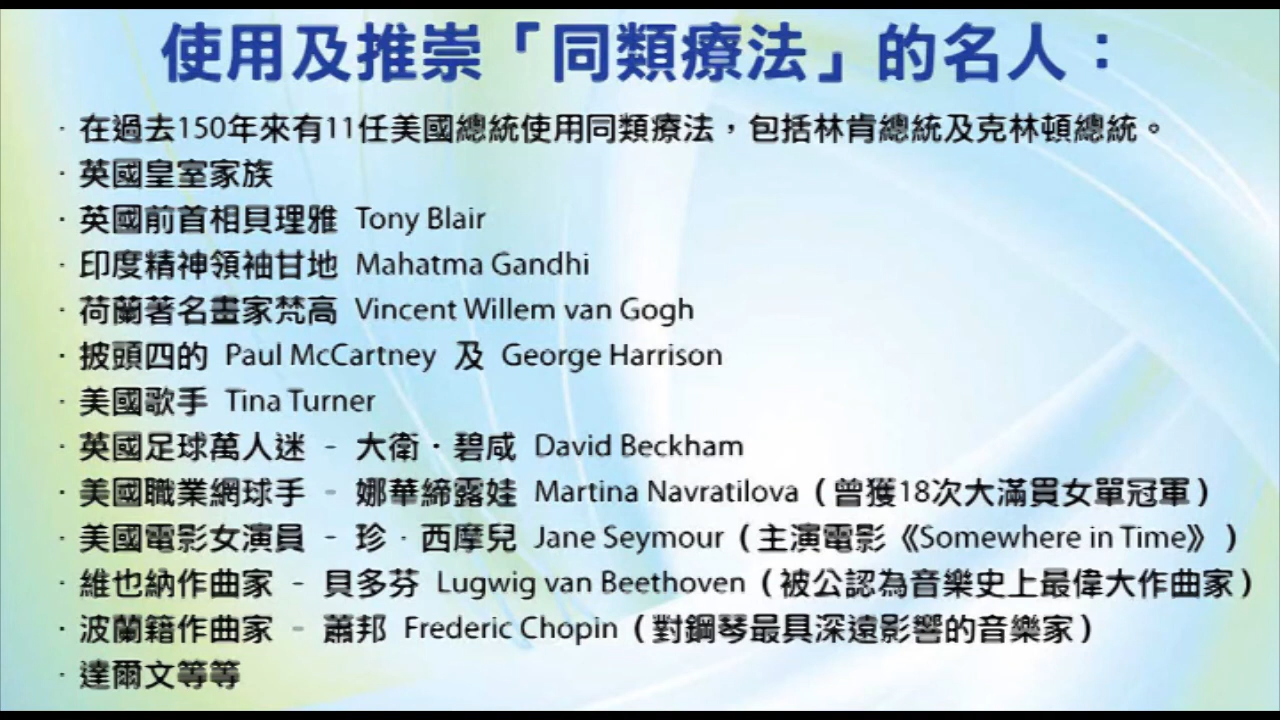 使用及推崇「同類療法」的名人：
· 在過去150年來有11任美國總統使用同類療法，包括林肯總統及克林頓總統。
· 英國皇室家族
· 英國前首相貝理雅 Tony Blair
· 印度精神領袖甘地 Mahatma Gandhi
· 荷蘭著名畫家梵高 Vincent Willem van Gogh
· 披頭四的 Paul McCartney 及 George Harrison
· 美國歌手 Tina Turner
· 英國足球萬人迷 - 大衛·碧咸 David Beckham
· 美國職業網球手 - 娜華締露娃 Martina Navratilova（曾獲18次大滿買女單冠軍）
· 美國電影女演員 - 珍·西摩兒 Jane Seymour（主演電影《Somewhere in Time》）
· 維也納作曲家 - 貝多芬 Lugwig van Beethoven（被公認為音樂史上最偉大作曲家）
· 波蘭籍作曲家 - 蕭邦 Frederic Chopin（對鋼琴最具深遠影響的音樂家）
· 達爾文等等